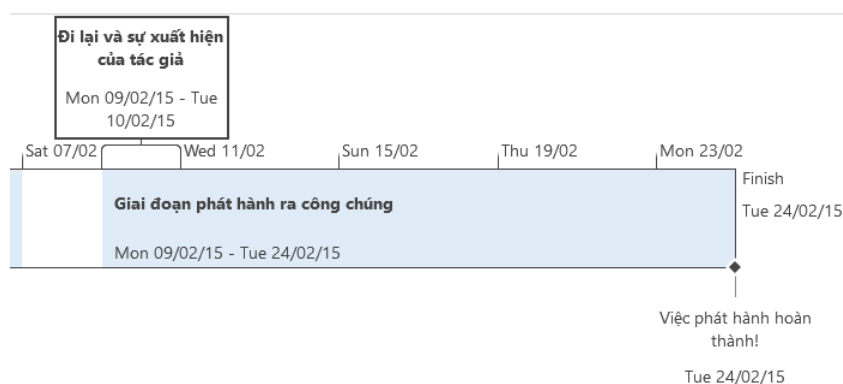 Đi lại và sự xuất hiện
của tác giả
Mon 09/02/15 - Tue
10/02/15
Sat 07/02 Wed 11/02 Sun 15/02 Thu 19/02 Mon 23/02
Finish
Tue 24/02/15
Giai đoạn phát hành ra công chúng
Mon 09/02/15 - Tue 24/02/15
Việc phát hành hoàn
thành!
Tue 24/02/15